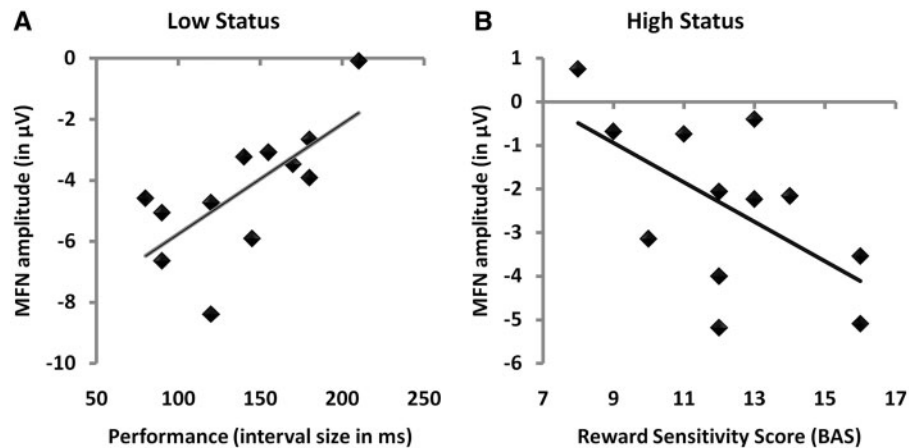 A
Low Status
0
-2
-4
-6
-8
-10
MFN amplitude (in µV)
50 100 150 200 250
Performance (interval size in ms)
B
High Status
1
0
-1
-2
-3
-4
-5
-6
MFN amplitude (in µV)
7 9 11 13 15 17
Reward Sensitivity Score (BAS)